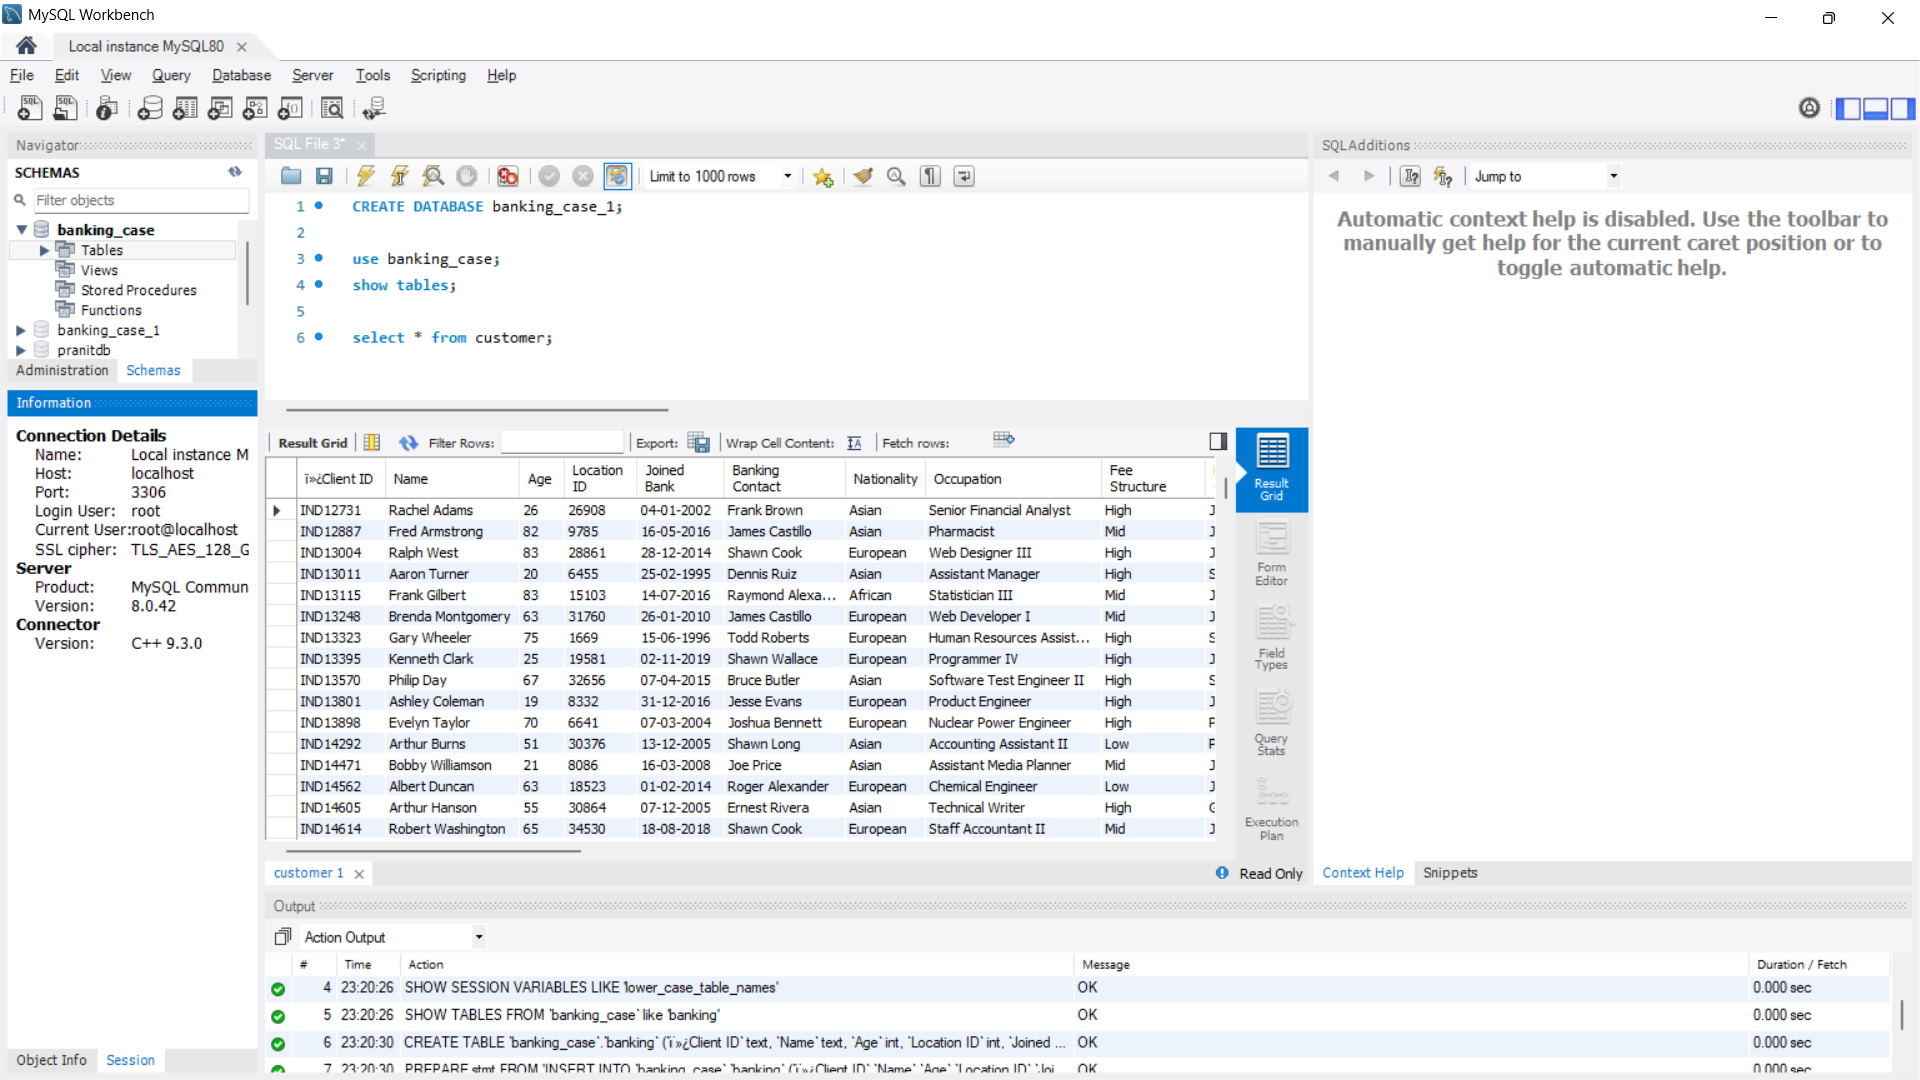 MySQL Workbench
Local instance MySQL80
File Edit View Query Database Server Tools Scripting Help
Navigator
SCHEMAS
Filter objects
banking_case
Tables
Views
Stored Procedures
Functions
banking_case_1
pranitdb
Administration Schemas
Information
Connection Details
Name: Local instance M
Host: localhost
Port: 3306
Login User: root
Current User:root@localhost
SSL cipher: TLS_AES_128_G
Server
Product: MySQL Commun
Version: 8.0.42
Connector
Version: C++ 9.3.0
Object Info Session
SQL File 3*
Limit to 1000 rows
1 CREATE DATABASE banking_case_1;
2
3 use banking_case;
4 show tables;
5
6 select * from customer;
Result Grid Filter Rows: Export: Wrap Cell Content: Fetch rows:
ï»¿Client ID Name Age Location ID Joined Bank Banking Contact Nationality Occupation Fee Structure
IND12731 Rachel Adams 26 26908 04-01-2002 Frank Brown Asian Senior Financial Analyst High J
IND12887 Fred Armstrong 82 9785 16-05-2016 James Castillo Asian Pharmacist Mid J
IND13004 Ralph West 83 28861 28-12-2014 Shawn Cook European Web Designer III High J
IND13011 Aaron Turner 20 6455 25-02-1995 Dennis Ruiz Asian Assistant Manager High S
IND13115 Frank Gilbert 83 15103 14-07-2016 Raymond Alexa... African Statistician III Mid J
IND13248 Brenda Montgomery 63 31760 26-01-2010 James Castillo European Web Developer I Mid J
IND13323 Gary Wheeler 75 1669 15-06-1996 Todd Roberts European Human Resources Assist... High S
IND13395 Kenneth Clark 25 19581 02-11-2019 Shawn Wallace European Programmer IV High J
IND13570 Philip Day 67 32656 07-04-2015 Bruce Butler Asian Software Test Engineer II High S
IND13801 Ashley Coleman 19 8332 31-12-2016 Jesse Evans European Product Engineer High J
IND13898 Evelyn Taylor 70 6641 07-03-2004 Joshua Bennett European Nuclear Power Engineer High P
IND14292 Arthur Burns 51 30376 13-12-2005 Shawn Long Asian Accounting Assistant II Low P
IND14471 Bobby Williamson 21 8086 16-03-2008 Joe Price Asian Assistant Media Planner Mid J
IND14562 Albert Duncan 63 18523 01-02-2014 Roger Alexander European Chemical Engineer Low J
IND14605 Arthur Hanson 55 30864 07-12-2005 Ernest Rivera Asian Technical Writer High G
IND14614 Robert Washington 65 34530 18-08-2018 Shawn Cook European Staff Accountant II Mid J
Result Grid
Form Editor
Field Types
Query Stats
Execution Plan
customer 1
Read Only
SQLAdditions
Jump to
Automatic context help is disabled. Use the toolbar to
manually get help for the current caret position or to
toggle automatic help.
Context Help Snippets
Output
Action Output
# Time Action Message Duration / Fetch
4 23:20:26 SHOW SESSION VARIABLES LIKE 'lower_case_table_names' OK 0.000 sec
5 23:20:26 SHOW TABLES FROM `banking_case` like 'banking' OK 0.000 sec
6 23:20:30 CREATE TABLE `banking_case`.`banking` (`ï»¿Client ID` text, `Name` text, `Age` int, `Location ID` int, `Joined ... OK 0.000 sec
7 23:20:30 PREPARE stmt FROM 'INSERT INTO `banking_case`.`banking` (`ï»¿Client ID`,`Name`,`Age`,`Location ID`,`Joi... OK 0.000 sec